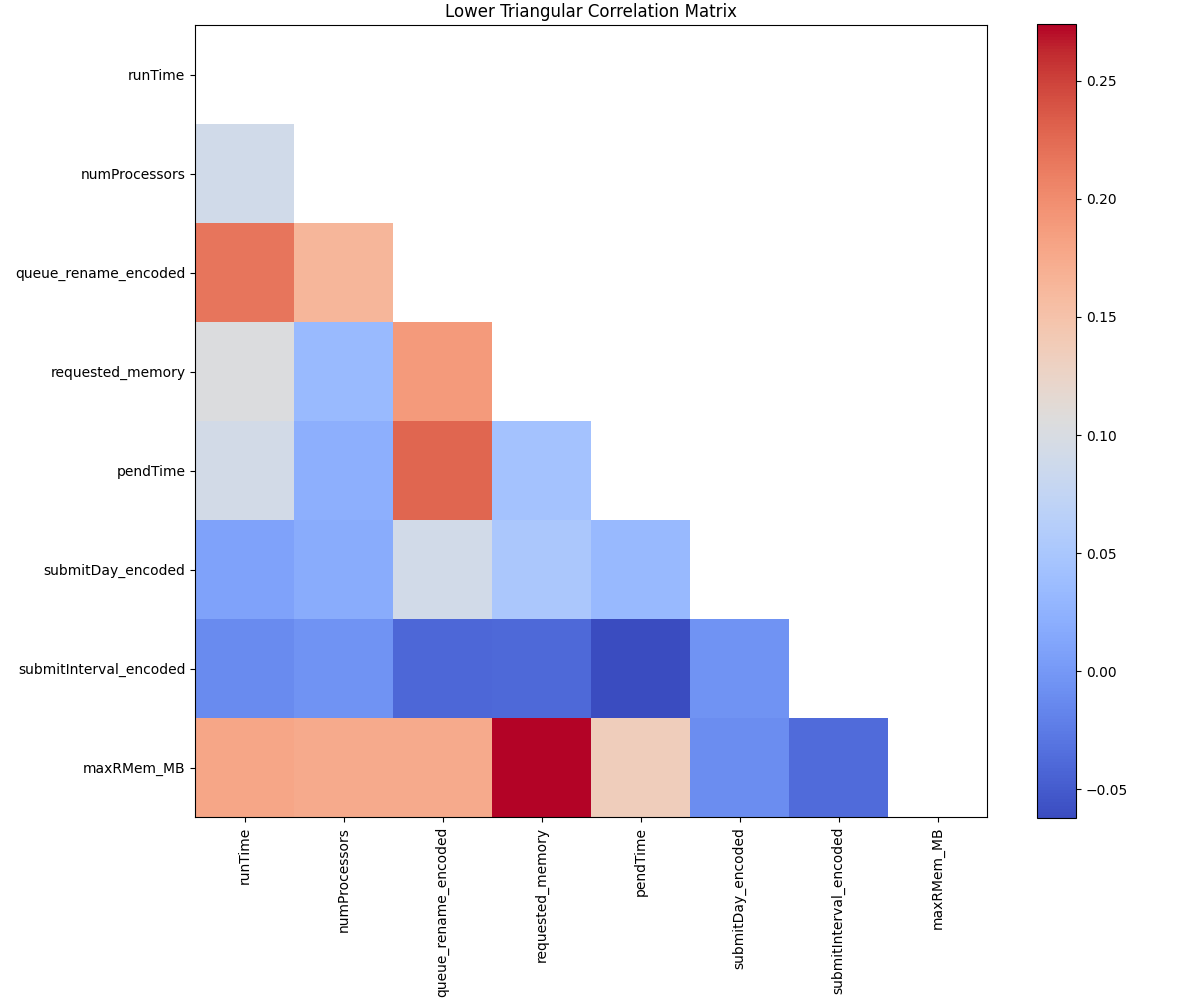 Lower Triangular Correlation Matrix
runTime
numProcessors
queue_rename_encoded
requested_memory
pendTime
submitDay_encoded
submitInterval_encoded
maxRMem_MB
runTime
numProcessors
queue_rename_encoded
requested_memory
pendTime
submitDay_encoded
submitInterval_encoded
maxRMem_MB
0.25
0.20
0.15
0.10
0.05
0.00
−0.05